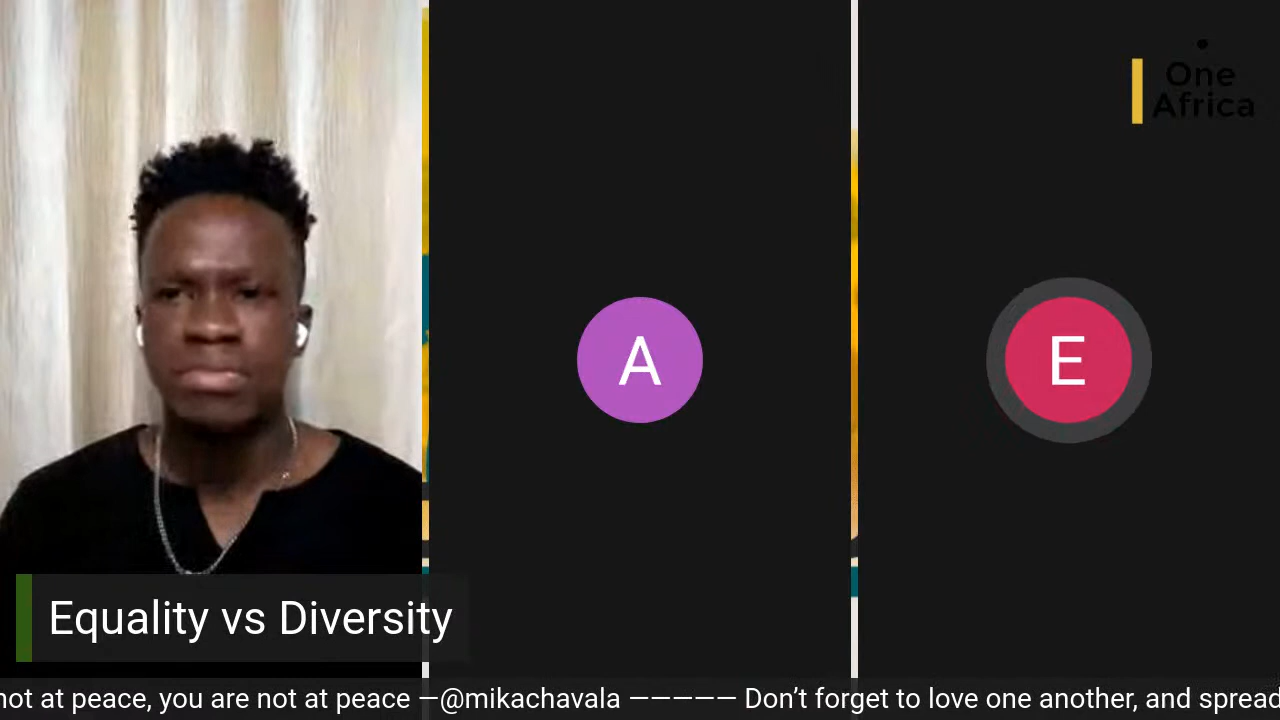 One
Africa
A
E
Equality vs Diversity
not at peace, you are not at peace —@mikachavala ————— Don’t forget to love one another, and spread